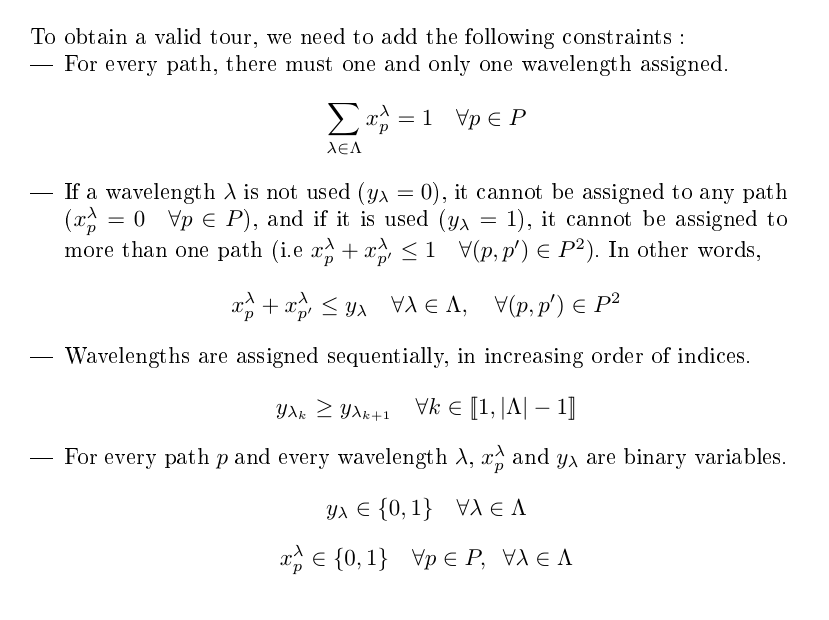 To obtain a valid tour, we need to add the following constraints :
— For every path, there must one and only one wavelength assigned.
$$\sum_{\lambda \in \Lambda} x_p^\lambda = 1 \quad \forall p \in P$$
— If a wavelength $\lambda$ is not used ($y_\lambda = 0$), it cannot be assigned to any path
($x_p^\lambda = 0 \quad \forall p \in P$), and if it is used ($y_\lambda = 1$), it cannot be assigned to
more than one path (i.e $x_p^\lambda + x_{p'}^\lambda \leq 1 \quad \forall (p, p') \in P^2$). In other words,
$$x_p^\lambda + x_{p'}^\lambda \leq y_\lambda \quad \forall \lambda \in \Lambda, \quad \forall (p, p') \in P^2$$
— Wavelengths are assigned sequentially, in increasing order of indices.
$$y_{\lambda_k} \geq y_{\lambda_{k+1}} \quad \forall k \in ⟦1, |\Lambda| - 1⟧$$
— For every path $p$ and every wavelength $\lambda$, $x_p^\lambda$ and $y_\lambda$ are binary variables.
$$y_\lambda \in \{0, 1\} \quad \forall \lambda \in \Lambda$$
$$x_p^\lambda \in \{0, 1\} \quad \forall p \in P, \ \forall \lambda \in \Lambda$$